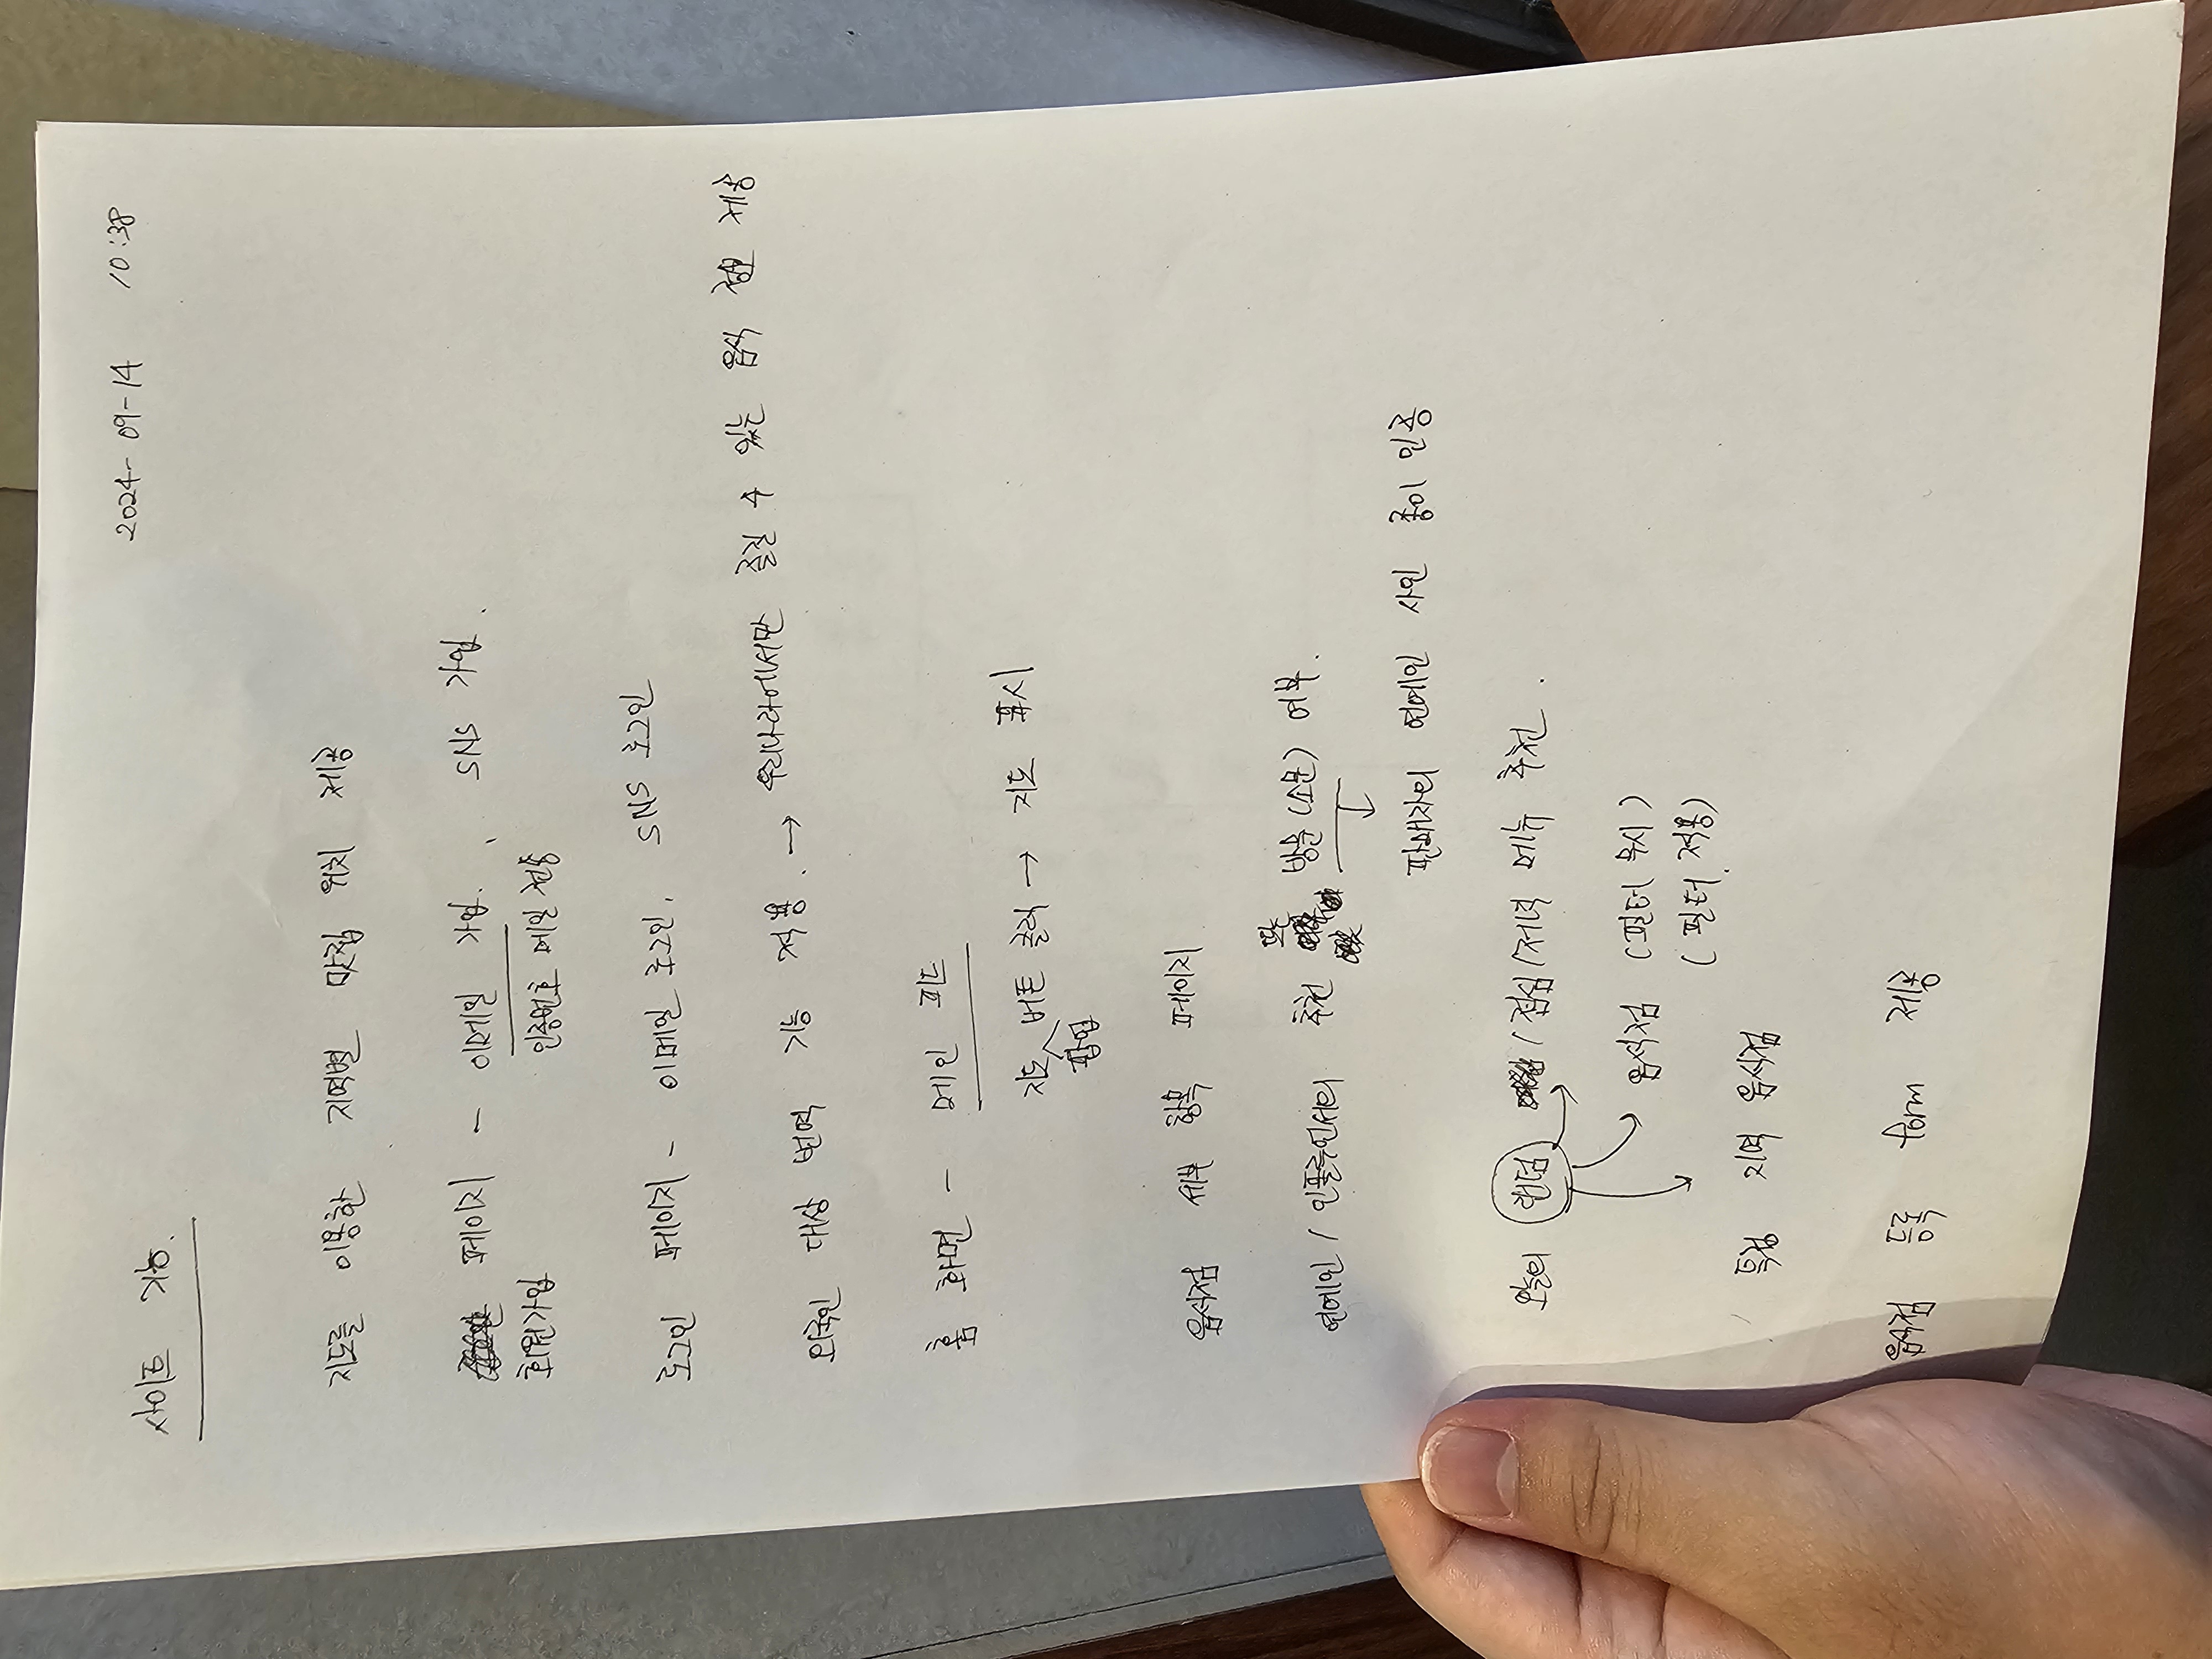 2024-09-14 10:38
사이트 기능.
지도를 이용한 지역별 맛집 위치 제공
페이지 - 이메일 가입. , SNS 가입.
회원가입 인증번호 메일 전송
로그인 페이지 - 이메일 로그인, SNS 로그인
외국인 대상 번역 기능 적용. → 우리나라에서만 즐길 수 있는 음식 정보 제공
홈 화면 - 메인 피드
지도 버튼 클릭 → 지도 표시
팝업
음식점 세부 항목 페이지
또는
연예인 / 인플루언서의 추천 방문(소문) 여부.
판매자의 연예인 사인 종이 인증
오늘의 랜덤 / 점심 / 저녁 메뉴 추천.
음식점 (필터 무시)
(필터 적용)
특정 지역 음식점
음식점 등록 form 제공